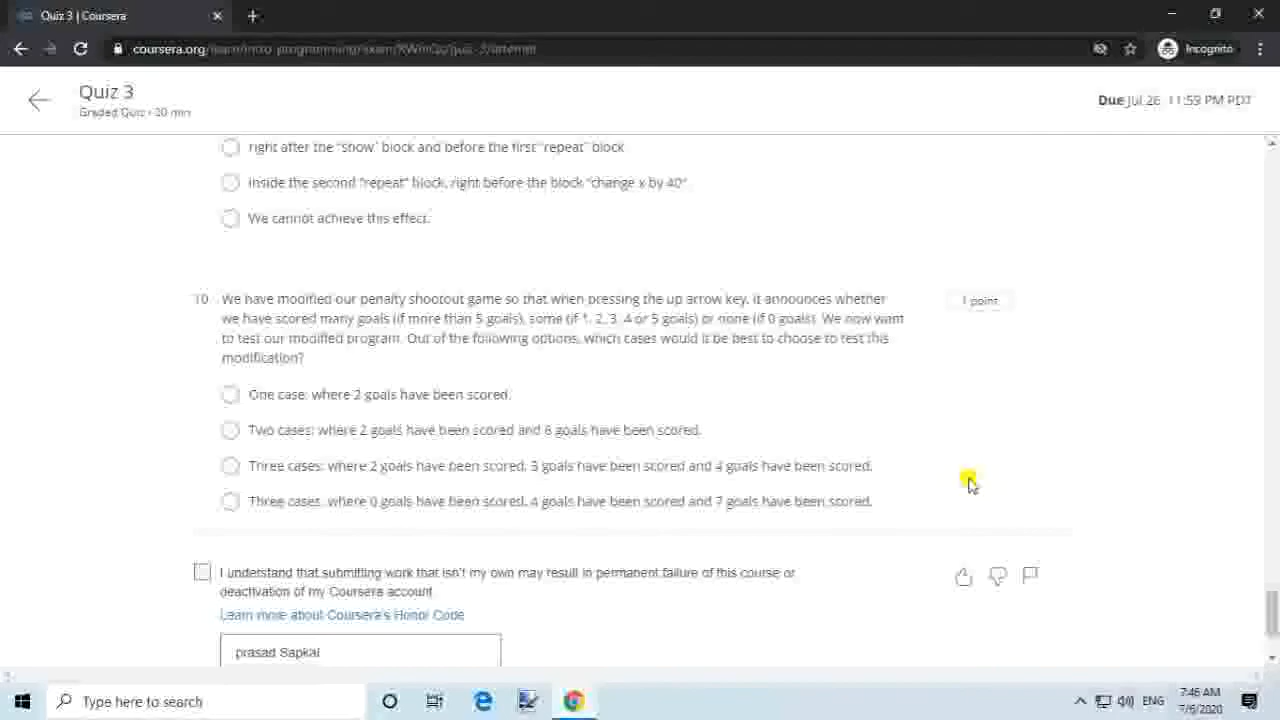 Quiz 3 | Coursera
Incognito
Quiz 3
Graded Quiz • 20 min
Due Jul 26, 11:59 PM PDT
right after the "show" block and before the first "repeat" block
inside the second "repeat" block, right before the block "change x by 40".
We cannot achieve this effect.
10. We have modified our penalty shootout game so that when pressing the up arrow key, it announces whether
1 point
we have scored many goals (if more than 5 goals), some (if 1, 2, 3, 4 or 5 goals) or none (if 0 goals). We now want
to test our modified program. Out of the following options, which cases would it be best to choose to test this
modification?
One case: where 2 goals have been scored.
Two cases: where 2 goals have been scored and 6 goals have been scored.
Three cases: where 2 goals have been scored, 3 goals have been scored and 4 goals have been scored.
Three cases: where 0 goals have been scored, 4 goals have been scored and 7 goals have been scored.
I understand that submitting work that isn't my own may result in permanent failure of this course or
deactivation of my Coursera account.
Learn more about Coursera's Honor Code
prasad Sapkal
Type here to search
ENG
7:46 AM
7/6/2020